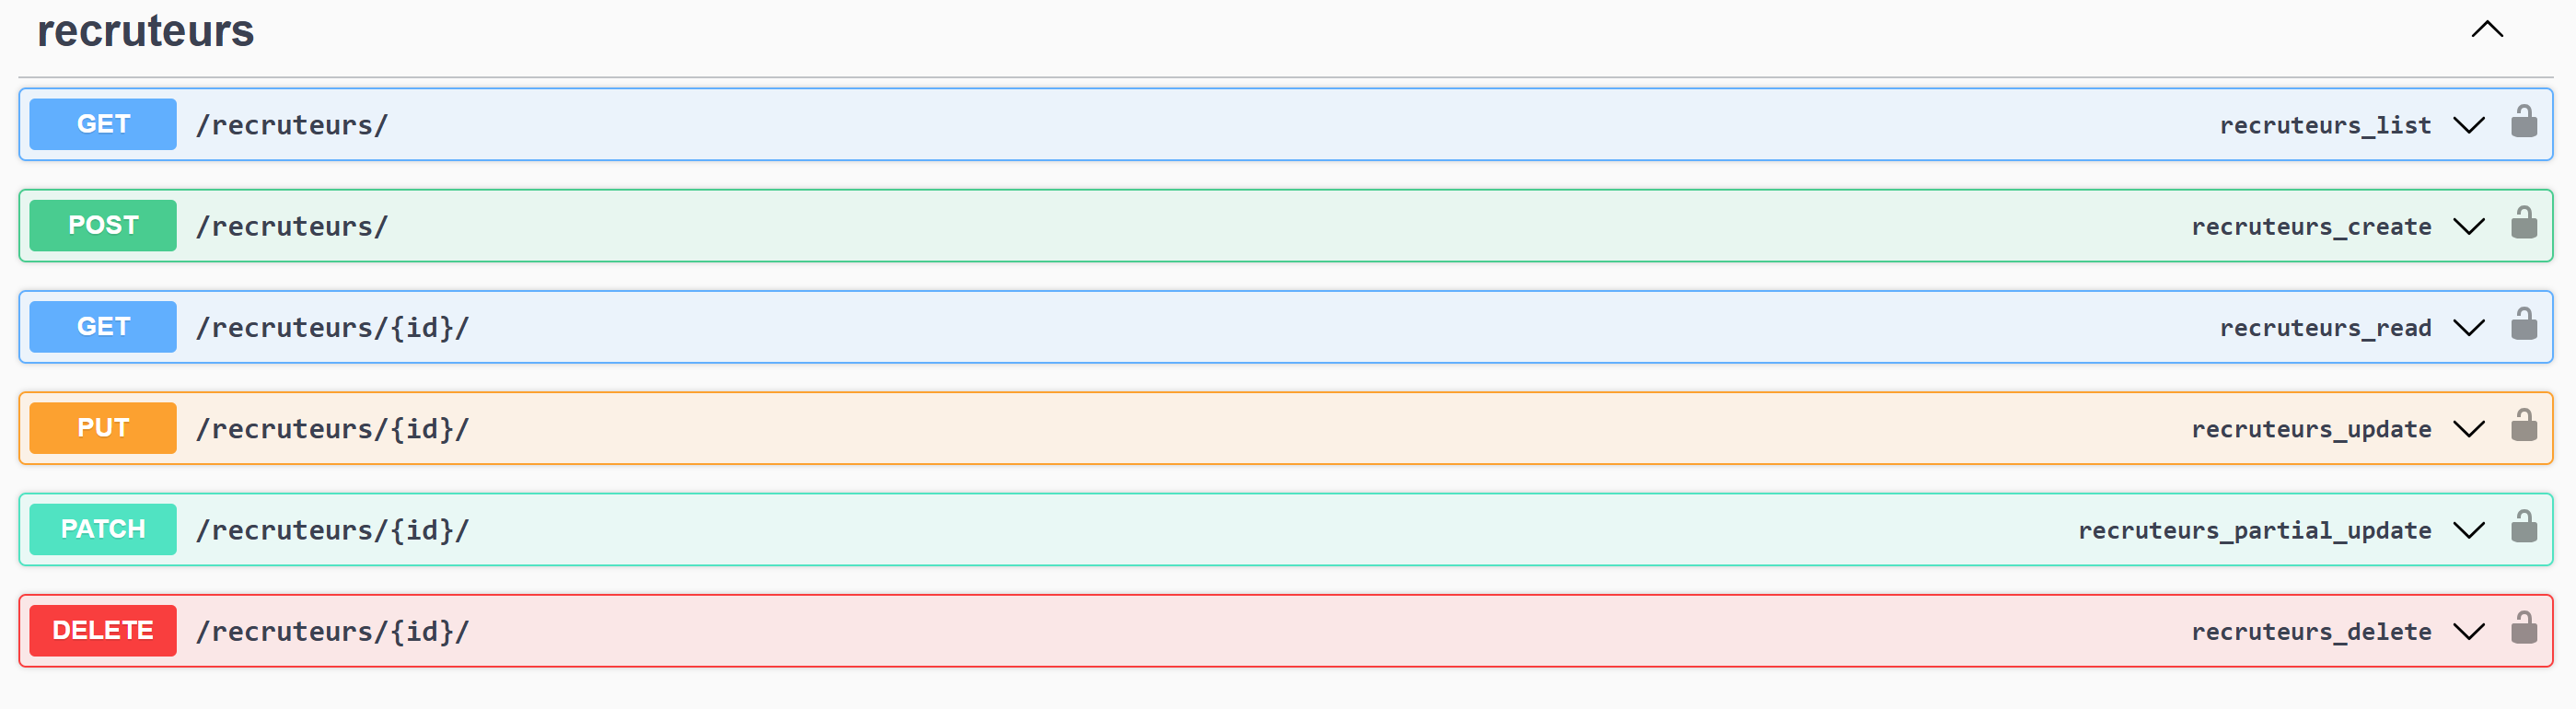 recruteurs
GET /recruteurs/ recruteurs_list
POST /recruteurs/ recruteurs_create
GET /recruteurs/{id}/ recruteurs_read
PUT /recruteurs/{id}/ recruteurs_update
PATCH /recruteurs/{id}/ recruteurs_partial_update
DELETE /recruteurs/{id}/ recruteurs_delete